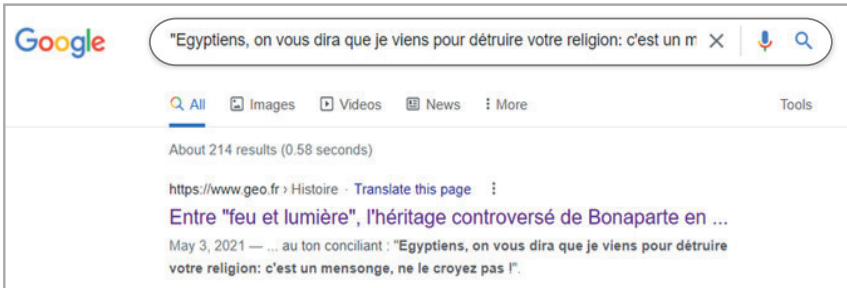 Google
"Egyptiens, on vous dira que je viens pour détruire votre religion: c'est un m
All Images Videos News More Tools
About 214 results (0.58 seconds)
https://www.geo.fr › Histoire · Translate this page
Entre "feu et lumière", l'héritage controversé de Bonaparte en ...
May 3, 2021 — ... au ton conciliant : "Egyptiens, on vous dira que je viens pour détruire
votre religion: c'est un mensonge, ne le croyez pas !".